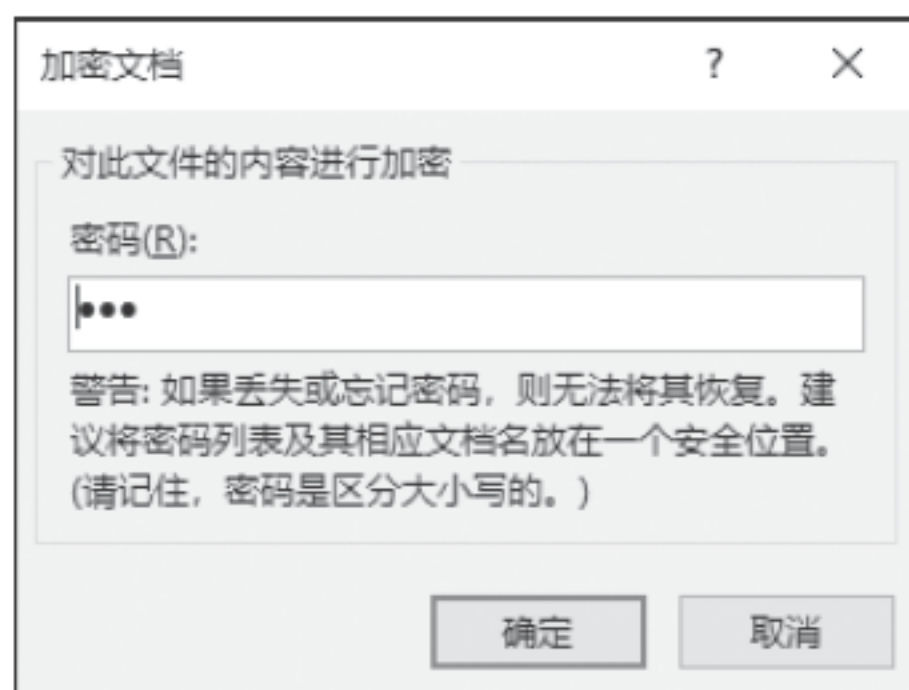 加密文档
?
对此文件的内容进行加密
密码(R):
•••
警告: 如果丢失或忘记密码，则无法将其恢复。建
议将密码列表及其相应文档名放在一个安全位置。
(请记住，密码是区分大小写的。)
确定
取消